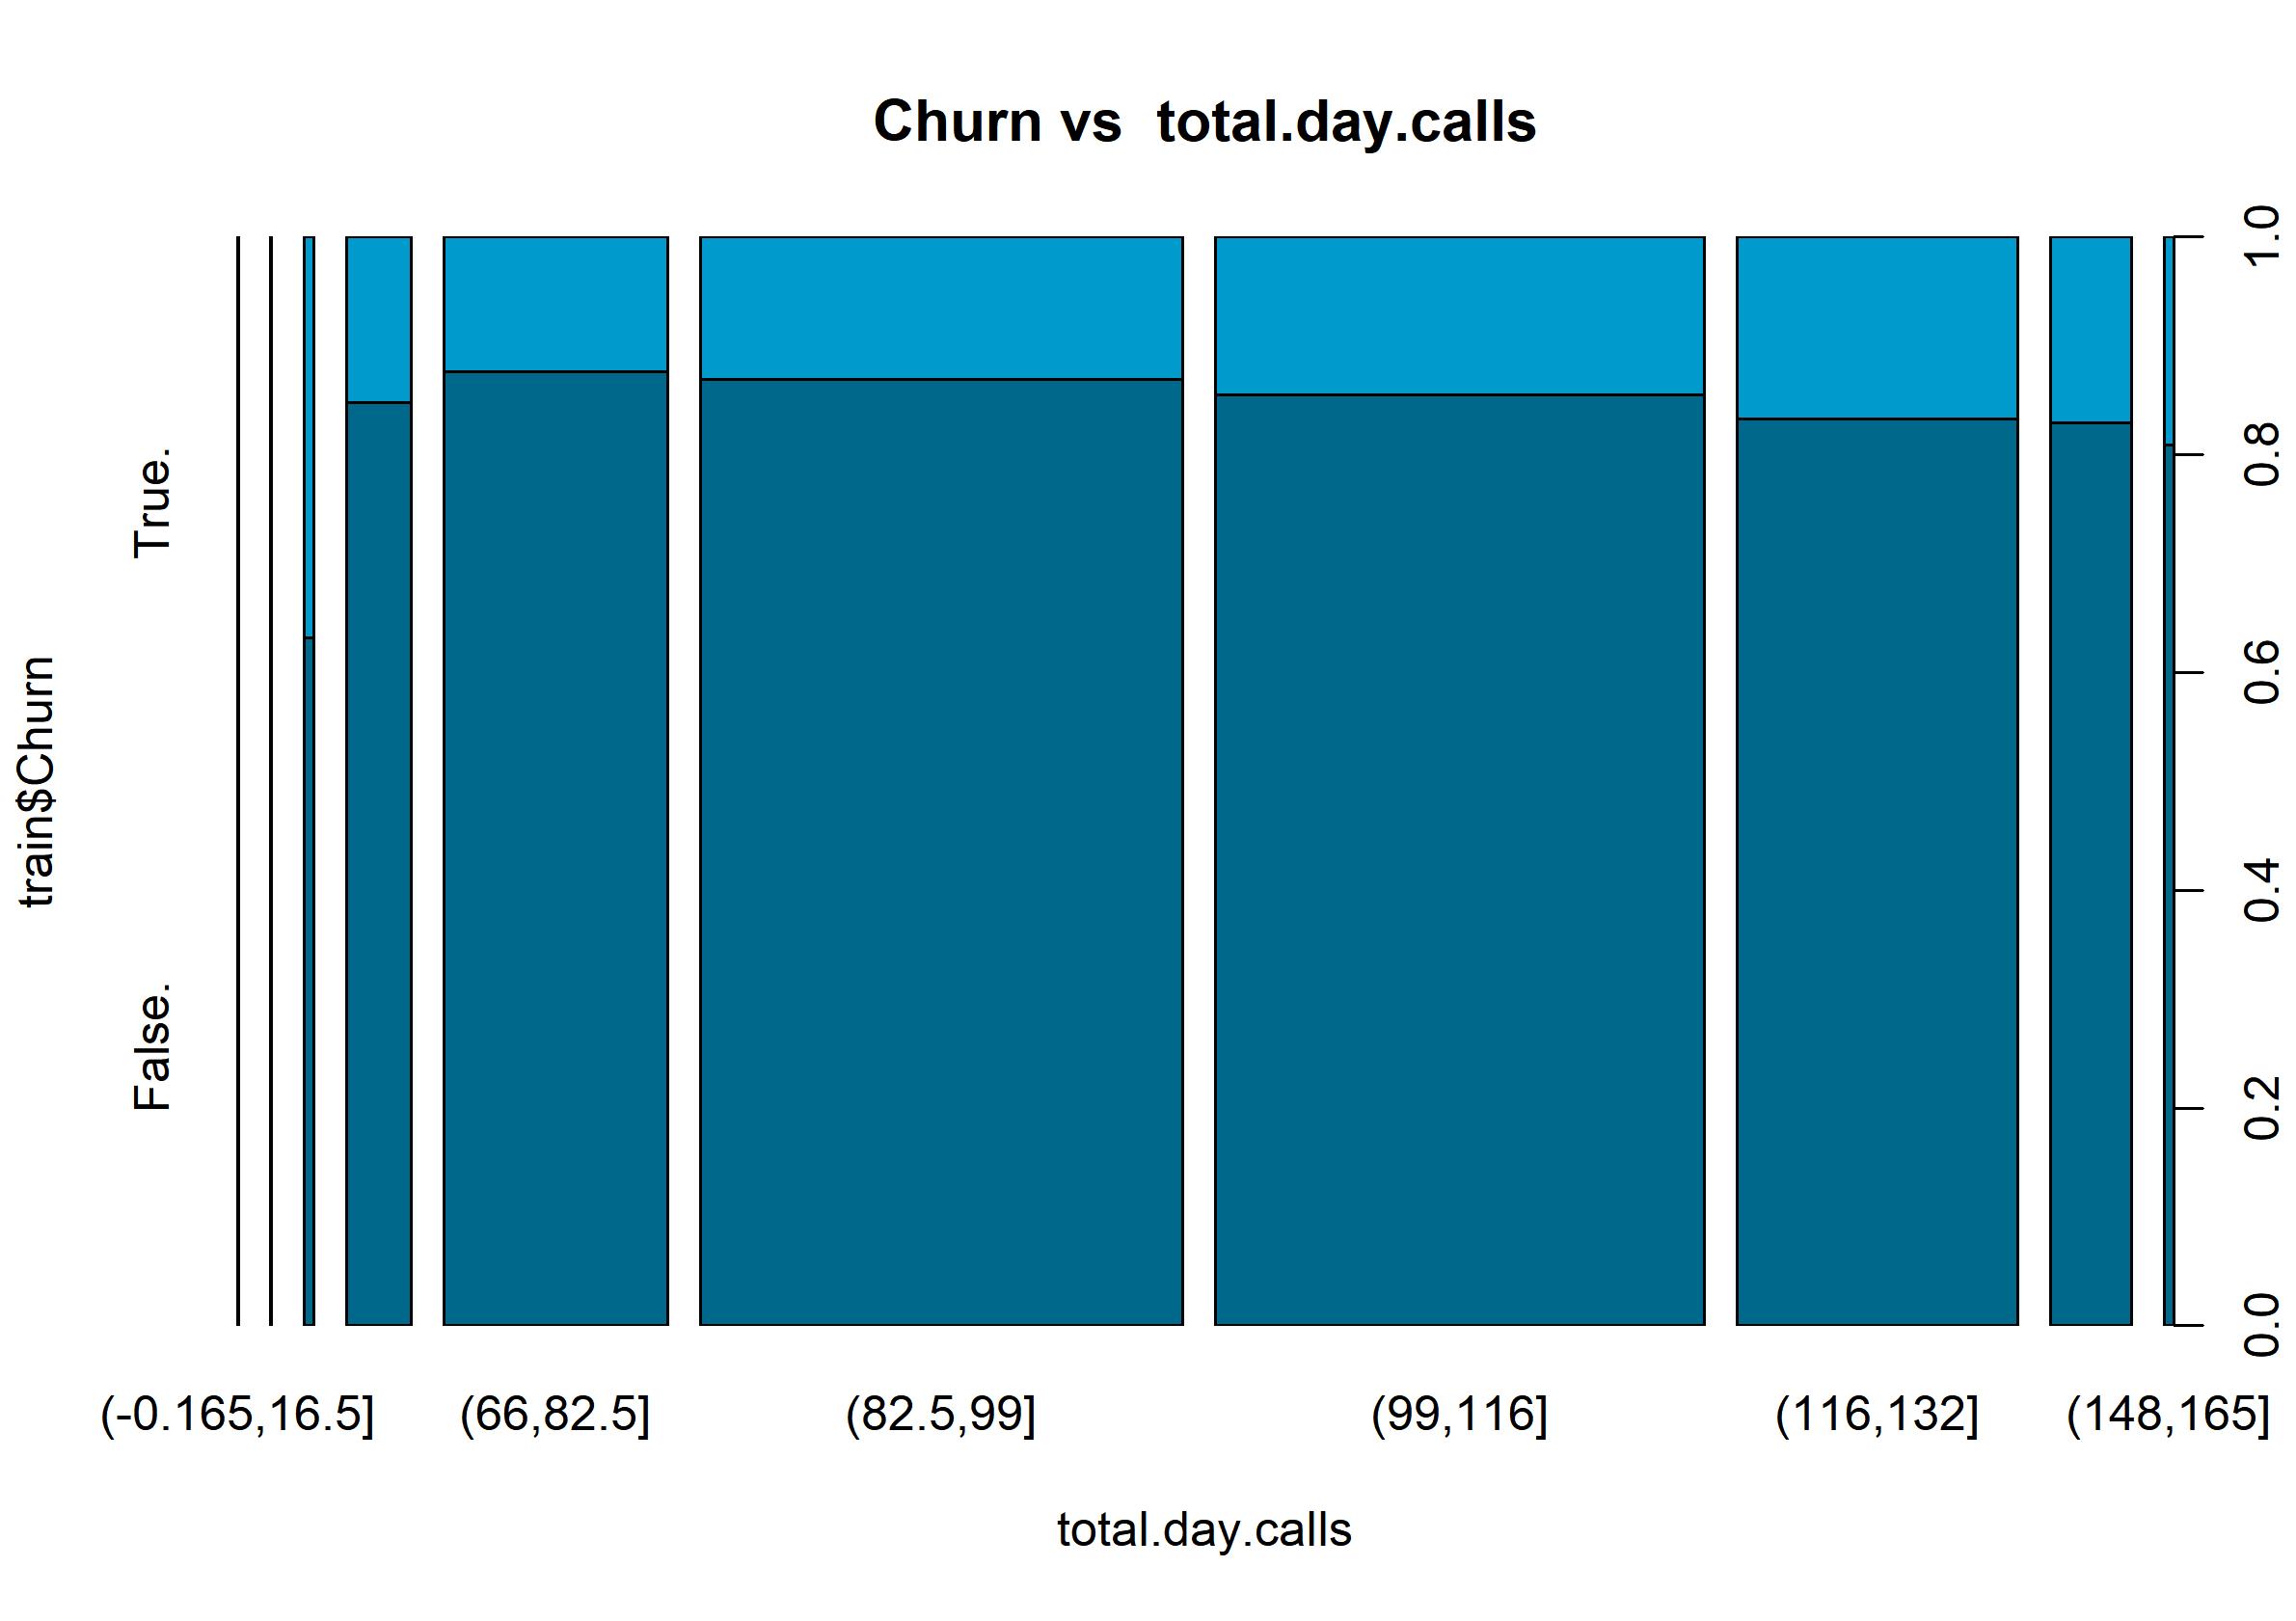 Churn vs  total.day.calls
train$Churn
True.
False.
1.0
0.8
0.6
0.4
0.2
0.0
(-0.165,16.5] (66,82.5] (82.5,99] (99,116] (116,132] (148,165]
total.day.calls